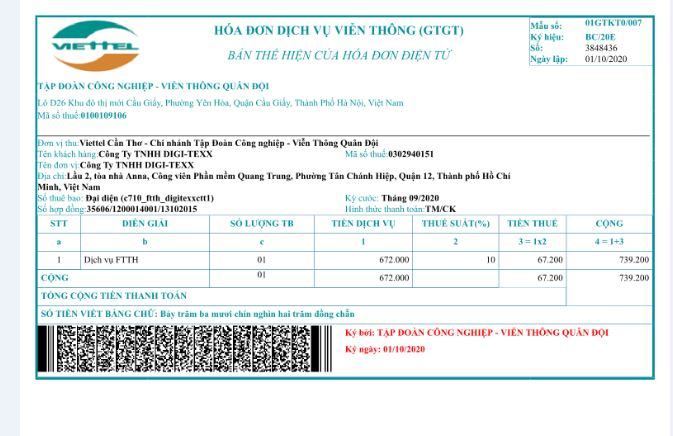 VIETTEL
HÓA ĐƠN DỊCH VỤ VIỄN THÔNG (GTGT)
BẢN THỂ HIỆN CỦA HÓA ĐƠN ĐIỆN TỬ
Mẫu số: 01GTKT0/007
Ký hiệu: BC/20E
Số: 3848436
Ngày lập: 01/10/2020
TẬP ĐOÀN CÔNG NGHIỆP - VIỄN THÔNG QUÂN ĐỘI
Lô D26 Khu đô thị mới Cầu Giấy, Phường Yên Hòa, Quận Cầu Giấy, Thành Phố Hà Nội, Việt Nam
Mã số thuế:0100109106
Đơn vị thu:Viettel Cần Thơ - Chi nhánh Tập Đoàn Công nghiệp - Viễn Thông Quân Đội
Tên khách hàng:Công Ty TNHH DIGI-TEXX Mã số thuế:0302940151
Tên đơn vị:Công Ty TNHH DIGI-TEXX
Địa chỉ:Lầu 2, tòa nhà Anna, Công viên Phần mềm Quang Trung, Phường Tân Chánh Hiệp, Quận 12, Thành phố Hồ Chí
Minh, Việt Nam
Số thuê bao: Đại diện (c710_ftth_digitexxctt1) Kỳ cước: Tháng 09/2020
Số hợp đồng:35606/1200014001/13102015 Hình thức thanh toán:TM/CK
STT DIỄN GIẢI SỐ LƯỢNG TB TIỀN DỊCH VỤ THUẾ SUẤT(%) TIỀN THUẾ CỘNG
a b c 1 2 3 = 1x2 4 = 1+3
1 Dịch vụ FTTH 01 672.000 10 67.200 739.200
CỘNG 01 672.000 67.200 739.200
TỔNG CỘNG TIỀN THANH TOÁN
SỐ TIỀN VIẾT BẰNG CHỮ: Bảy trăm ba mươi chín nghìn hai trăm đồng chẵn
Ký bởi: TẬP ĐOÀN CÔNG NGHIỆP - VIỄN THÔNG QUÂN ĐỘI
Ký ngày: 01/10/2020